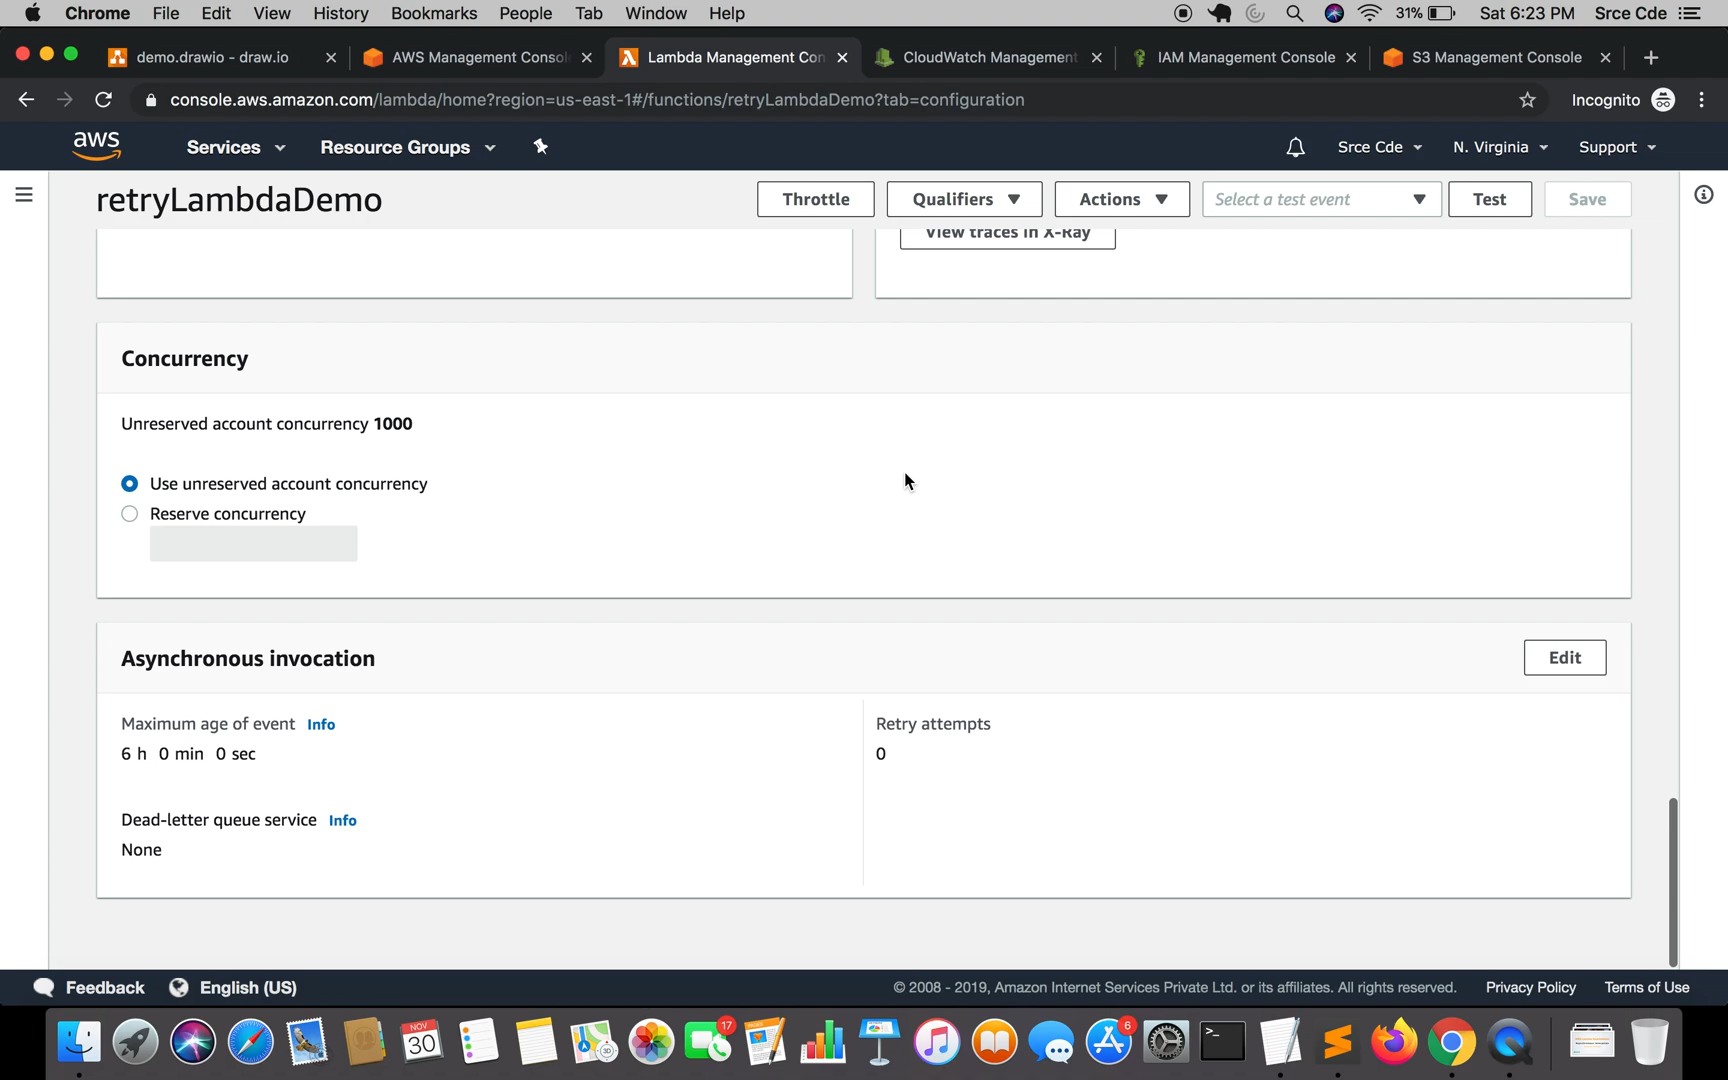 Chrome File Edit View History Bookmarks People Tab Window Help 31% Sat 6:23 PM Srce Cde
demo.drawio - draw.io AWS Management Consol Lambda Management Con CloudWatch Management IAM Management Console S3 Management Console
console.aws.amazon.com/lambda/home?region=us-east-1#/functions/retryLambdaDemo?tab=configuration Incognito
aws Services Resource Groups Srce Cde N. Virginia Support
retryLambdaDemo Throttle Qualifiers Actions Select a test event Test Save
View traces in X-Ray
Concurrency
Unreserved account concurrency 1000
Use unreserved account concurrency
Reserve concurrency
Asynchronous invocation Edit
Maximum age of event Info Retry attempts
6 h 0 min 0 sec 0
Dead-letter queue service Info
None
Feedback English (US) © 2008 - 2019, Amazon Internet Services Private Ltd. or its affiliates. All rights reserved. Privacy Policy Terms of Use
NOV 17 6
30